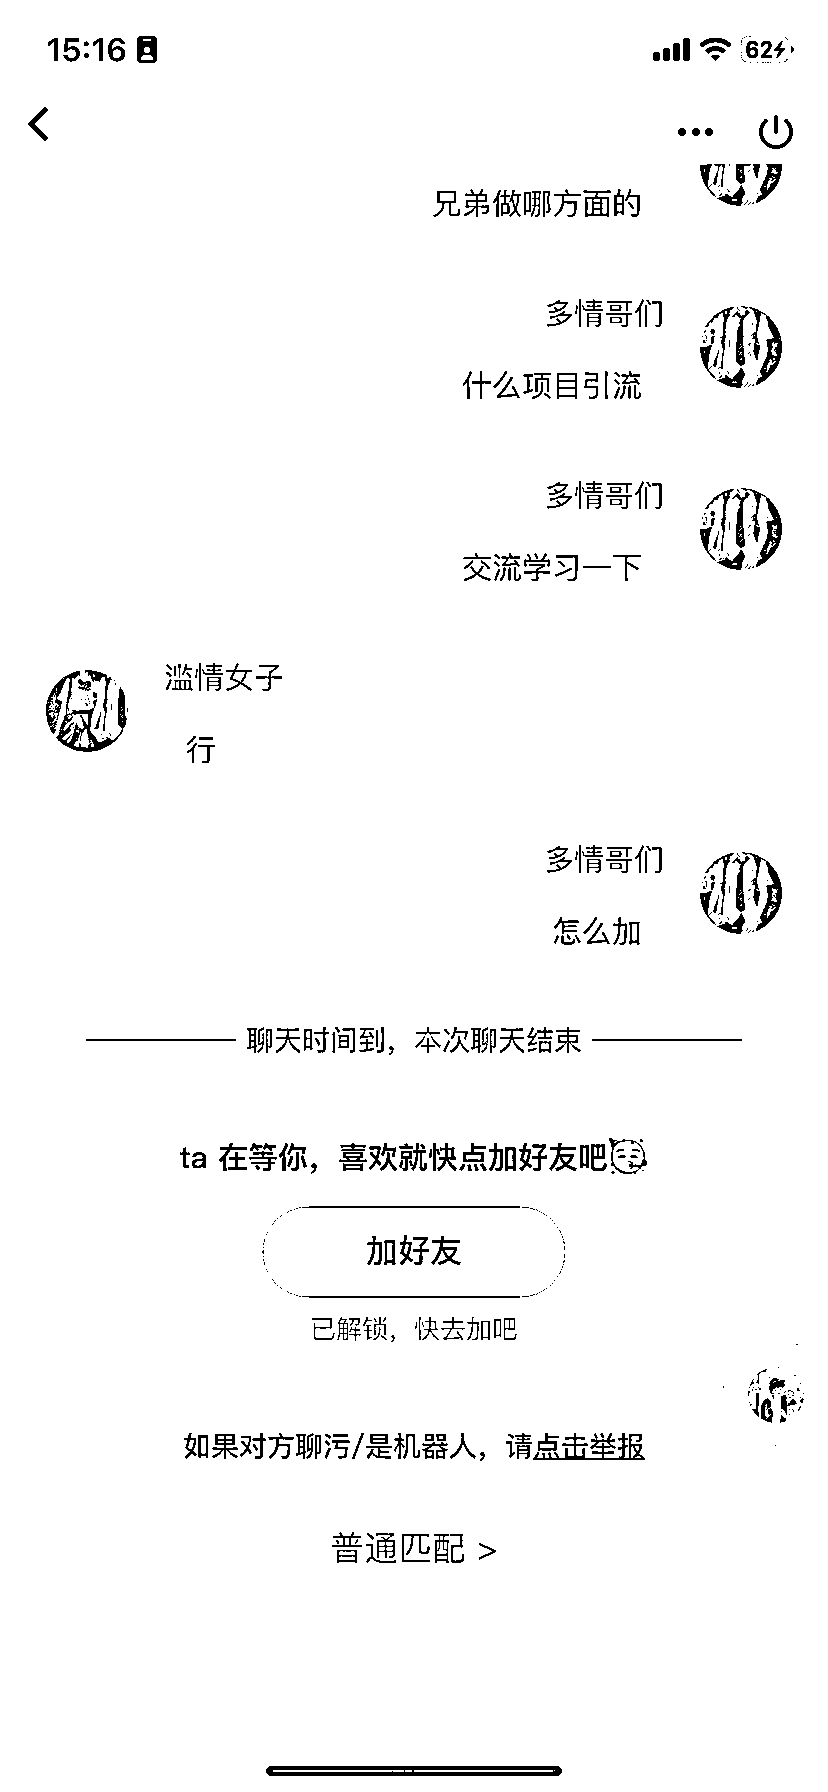 15:16
62
兄弟做哪方面的
多情哥们
什么项目引流
多情哥们
交流学习一下
滥情女子
行
多情哥们
怎么加
聊天时间到，本次聊天结束
ta 在等你，喜欢就快点加好友吧
加好友
已解锁，快去加吧
如果对方聊污/是机器人，请点击举报
普通匹配 >